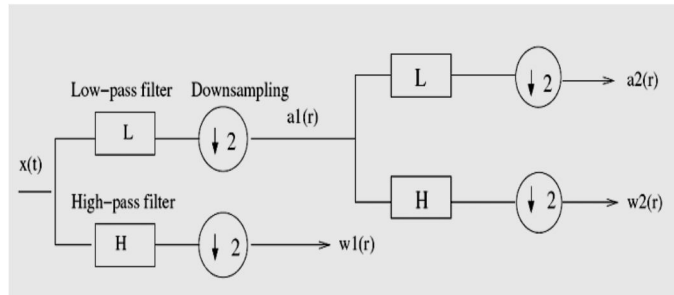 Low-pass filter Downsampling
x(t)
L
↓ 2
a1(r)
High-pass filter
H
↓ 2
w1(r)
L
↓ 2
a2(r)
H
↓ 2
w2(r)